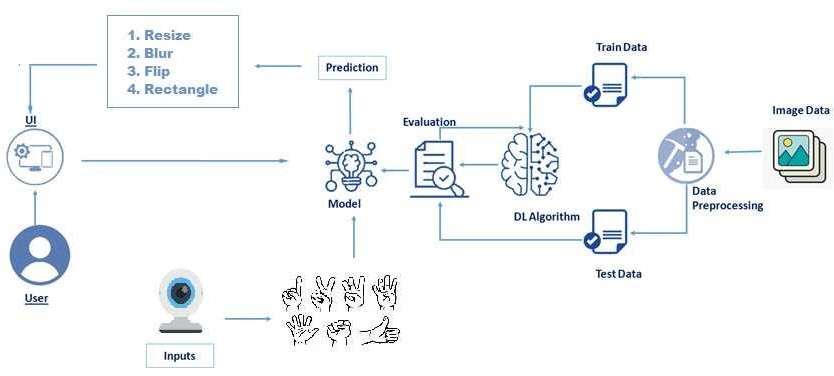 1. Resize
2. Blur
3. Flip
4. Rectangle
Prediction
Train Data
UI
Evaluation
Image Data
Model
DL Algorithm
Data
Preprocessing
Test Data
User
Inputs